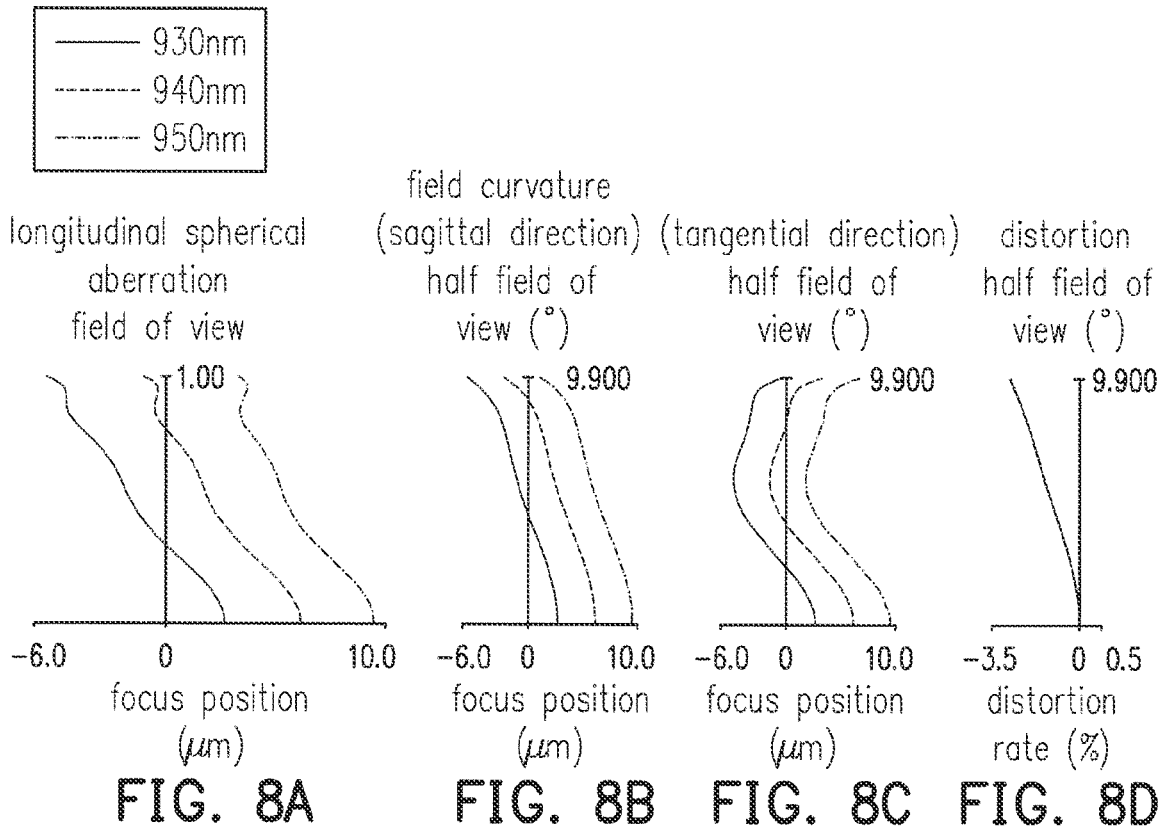 930nm
940nm
950nm
longitudinal spherical
aberration
field of view
1.00
-6.0 0 10.0
focus position
(μm)
FIG. 8A
field curvature
(sagittal direction)
half field of
view (°)
9.900
-6.0 0 10.0
focus position
(μm)
FIG. 8B
(tangential direction)
half field of
view (°)
9.900
-6.0 0 10.0
focus position
(μm)
FIG. 8C
distortion
half field of
view (°)
9.900
-3.5 0 0.5
distortion
rate (%)
FIG. 8D